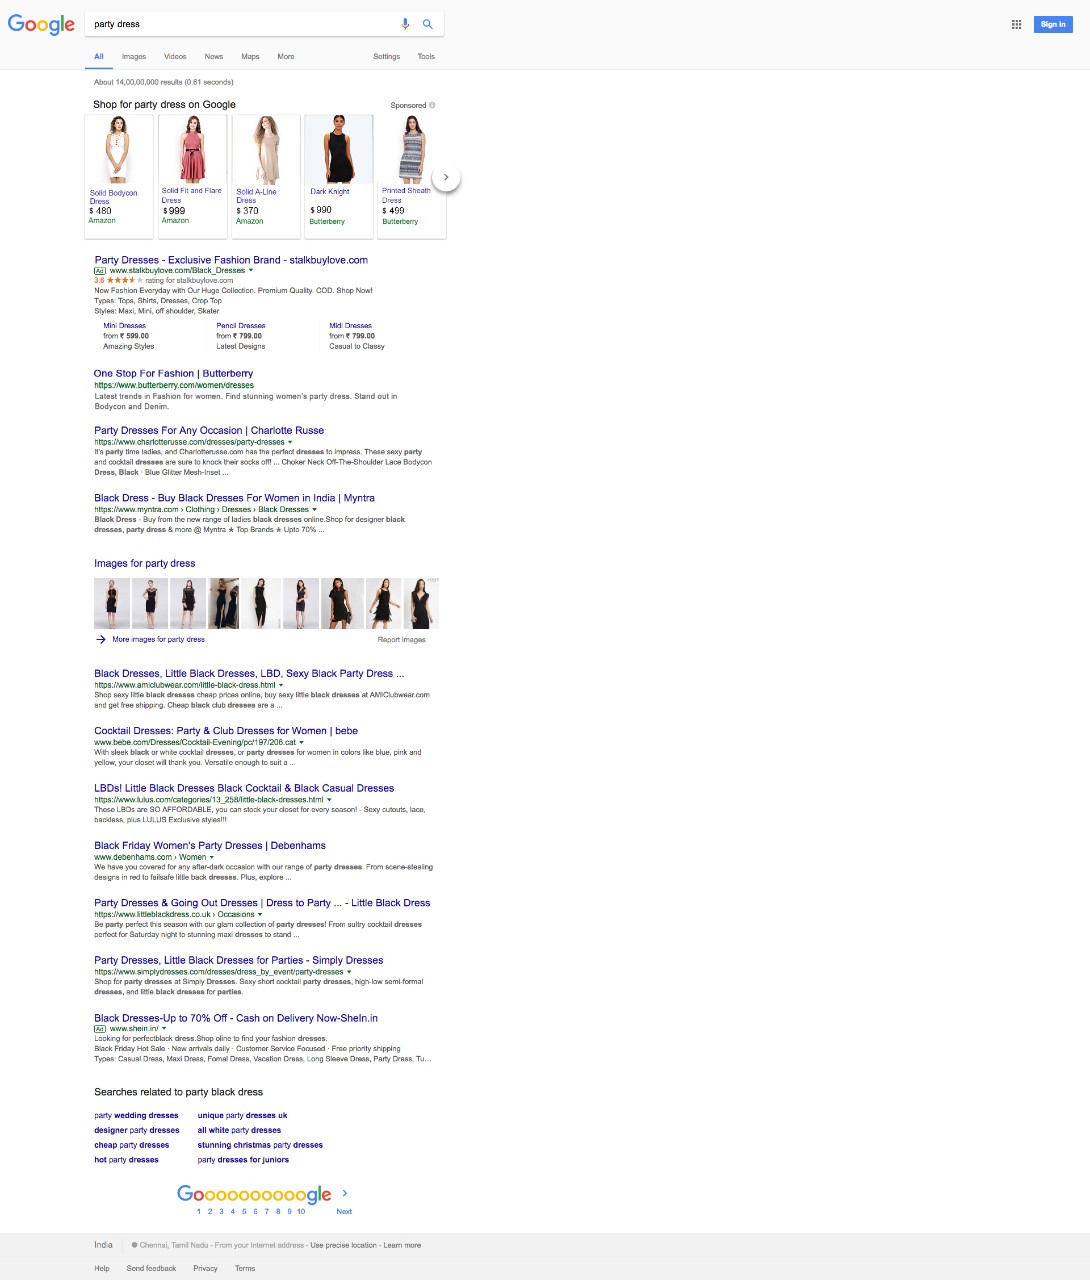 Google
party dress
Sign in
All Images Videos News Maps More Settings Tools
About 14,00,00,000 results (0.61 seconds)
Shop for party dress on Google
Sponsored
Solid Bodycon Dress
$ 480
Amazon
Solid Fit and Flare Dress
$ 999
Amazon
Solid A-Line Dress
$ 370
Amazon
Dark Knight
$ 990
Butterberry
Printed Sheath Dress
$ 499
Butterberry
Party Dresses - Exclusive Fashion Brand - stalkbuylove.com
Ad www.stalkbuylove.com/Black_Dresses
3.6 ★★★★★ rating for stalkbuylove.com
New Fashion Everyday with Our Huge Collection. Premium Quality. COD. Shop Now!
Types: Tops, Shirts, Dresses, Crop Top
Styles: Maxi, Mini, off shoulder, Skater
Mini Dresses
from ₹ 599.00
Amazing Styles
Pencil Dresses
from ₹ 799.00
Latest Designs
Midi Dresses
from ₹ 799.00
Casual to Classy
One Stop For Fashion | Butterberry
https://www.butterberry.com/women/dresses
Latest trends in Fashion for women. Find stunning women's party dress. Stand out in
Bodycon and Denim.
Party Dresses For Any Occasion | Charlotte Russe
https://www.charlotterusse.com/dresses/party-dresses
It's party time ladies, and Charlotterusse.com has the perfect dresses to impress. These sexy party
and cocktail dresses are sure to knock their socks off! ... Choker Neck Off-The-Shoulder Lace Bodycon
Dress, Black · Blue Glitter Mesh-Inset ...
Black Dress - Buy Black Dresses For Women in India | Myntra
https://www.myntra.com › Clothing › Dresses › Black Dresses
Black Dress - Buy from the new range of ladies black dresses online.Shop for designer black
dresses, party dress & more @ Myntra ★ Top Brands ★ Upto 70% ...
Images for party dress
More images for party dress
Report images
Black Dresses, Little Black Dresses, LBD, Sexy Black Party Dress ...
https://www.amiclubwear.com/little-black-dress.html
Shop sexy little black dresses cheap prices online, buy sexy little black dresses at AMIClubwear.com
and get free shipping. Cheap black club dresses are a ...
Cocktail Dresses: Party & Club Dresses for Women | bebe
www.bebe.com/Dresses/Cocktail-Evening/pc/197/206.cat
With sleek black or white cocktail dresses, or party dresses for women in colors like blue, pink and
yellow, your closet will thank you. Versatile enough to suit a ...
LBDs! Little Black Dresses Black Cocktail & Black Casual Dresses
https://www.lulus.com/categories/13_258/little-black-dresses.html
These LBDs are SO AFFORDABLE, you can stock your closet for every season! - Sexy cutouts, lace,
backless, plus LULUS Exclusive styles!!!
Black Friday Women's Party Dresses | Debenhams
www.debenhams.com › Women
We have you covered for any after-dark occasion with our range of party dresses. From scene-stealing
designs in red to failsafe little back dresses. Plus, explore ...
Party Dresses & Going Out Dresses | Dress to Party ... - Little Black Dress
https://www.littleblackdress.co.uk › Occasions
Be party perfect this season with our glam collection of party dresses! From sultry cocktail dresses
perfect for Saturday night to stunning maxi dresses to stand ...
Party Dresses, Little Black Dresses for Parties - Simply Dresses
https://www.simplydresses.com/dresses/dress_by_event/party-dresses
Shop for party dresses at Simply Dresses. Sexy short cocktail party dresses, high-low semi-formal
dresses, and little black dresses for parties.
Black Dresses-Up to 70% Off - Cash on Delivery Now-SheIn.in
Ad www.shein.in/
Looking for perfectblack dress.Shop oline to find your fashion dresses.
Black Friday Hot Sale · New arrivals daily · Customer Service Focused · Free priority shipping
Types: Casual Dress, Maxi Dress, Fomal Dress, Vacation Dress, Long Sleeve Dress, Party Dress, Tu...
Searches related to party black dress
party wedding dresses unique party dresses uk
designer party dresses all white party dresses
cheap party dresses stunning christmas party dresses
hot party dresses party dresses for juniors
Goooooooooogle
1 2 3 4 5 6 7 8 9 10 Next
India Chennai, Tamil Nadu - From your Internet address - Use precise location - Learn more
Help Send feedback Privacy Terms